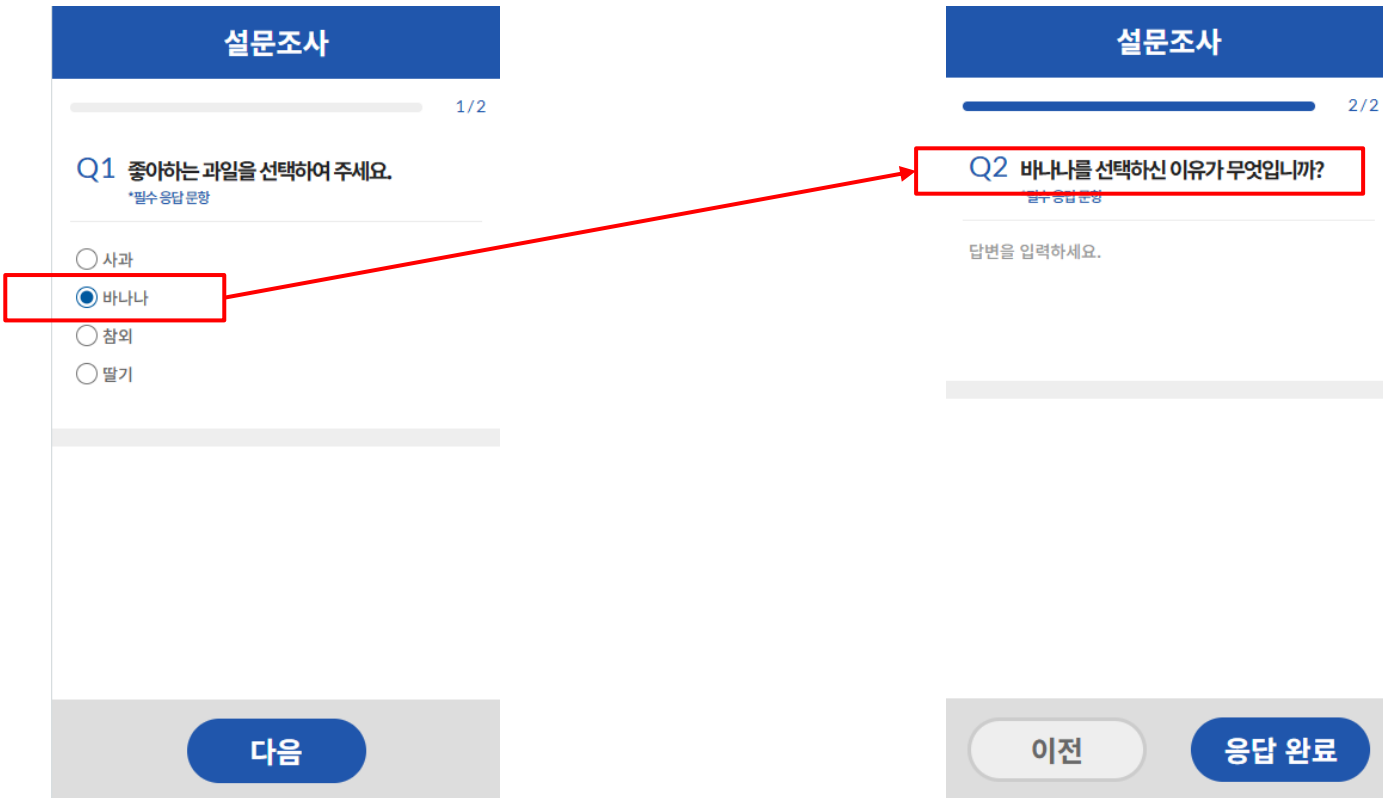 설문조사
1/2
Q1 좋아하는 과일을 선택하여 주세요.
*필수 응답 문항
사과
바나나
참외
딸기
다음
설문조사
2/2
Q2 바나나를 선택하신 이유가 무엇입니까?
*필수 응답 문항
답변을 입력하세요.
이전
응답 완료